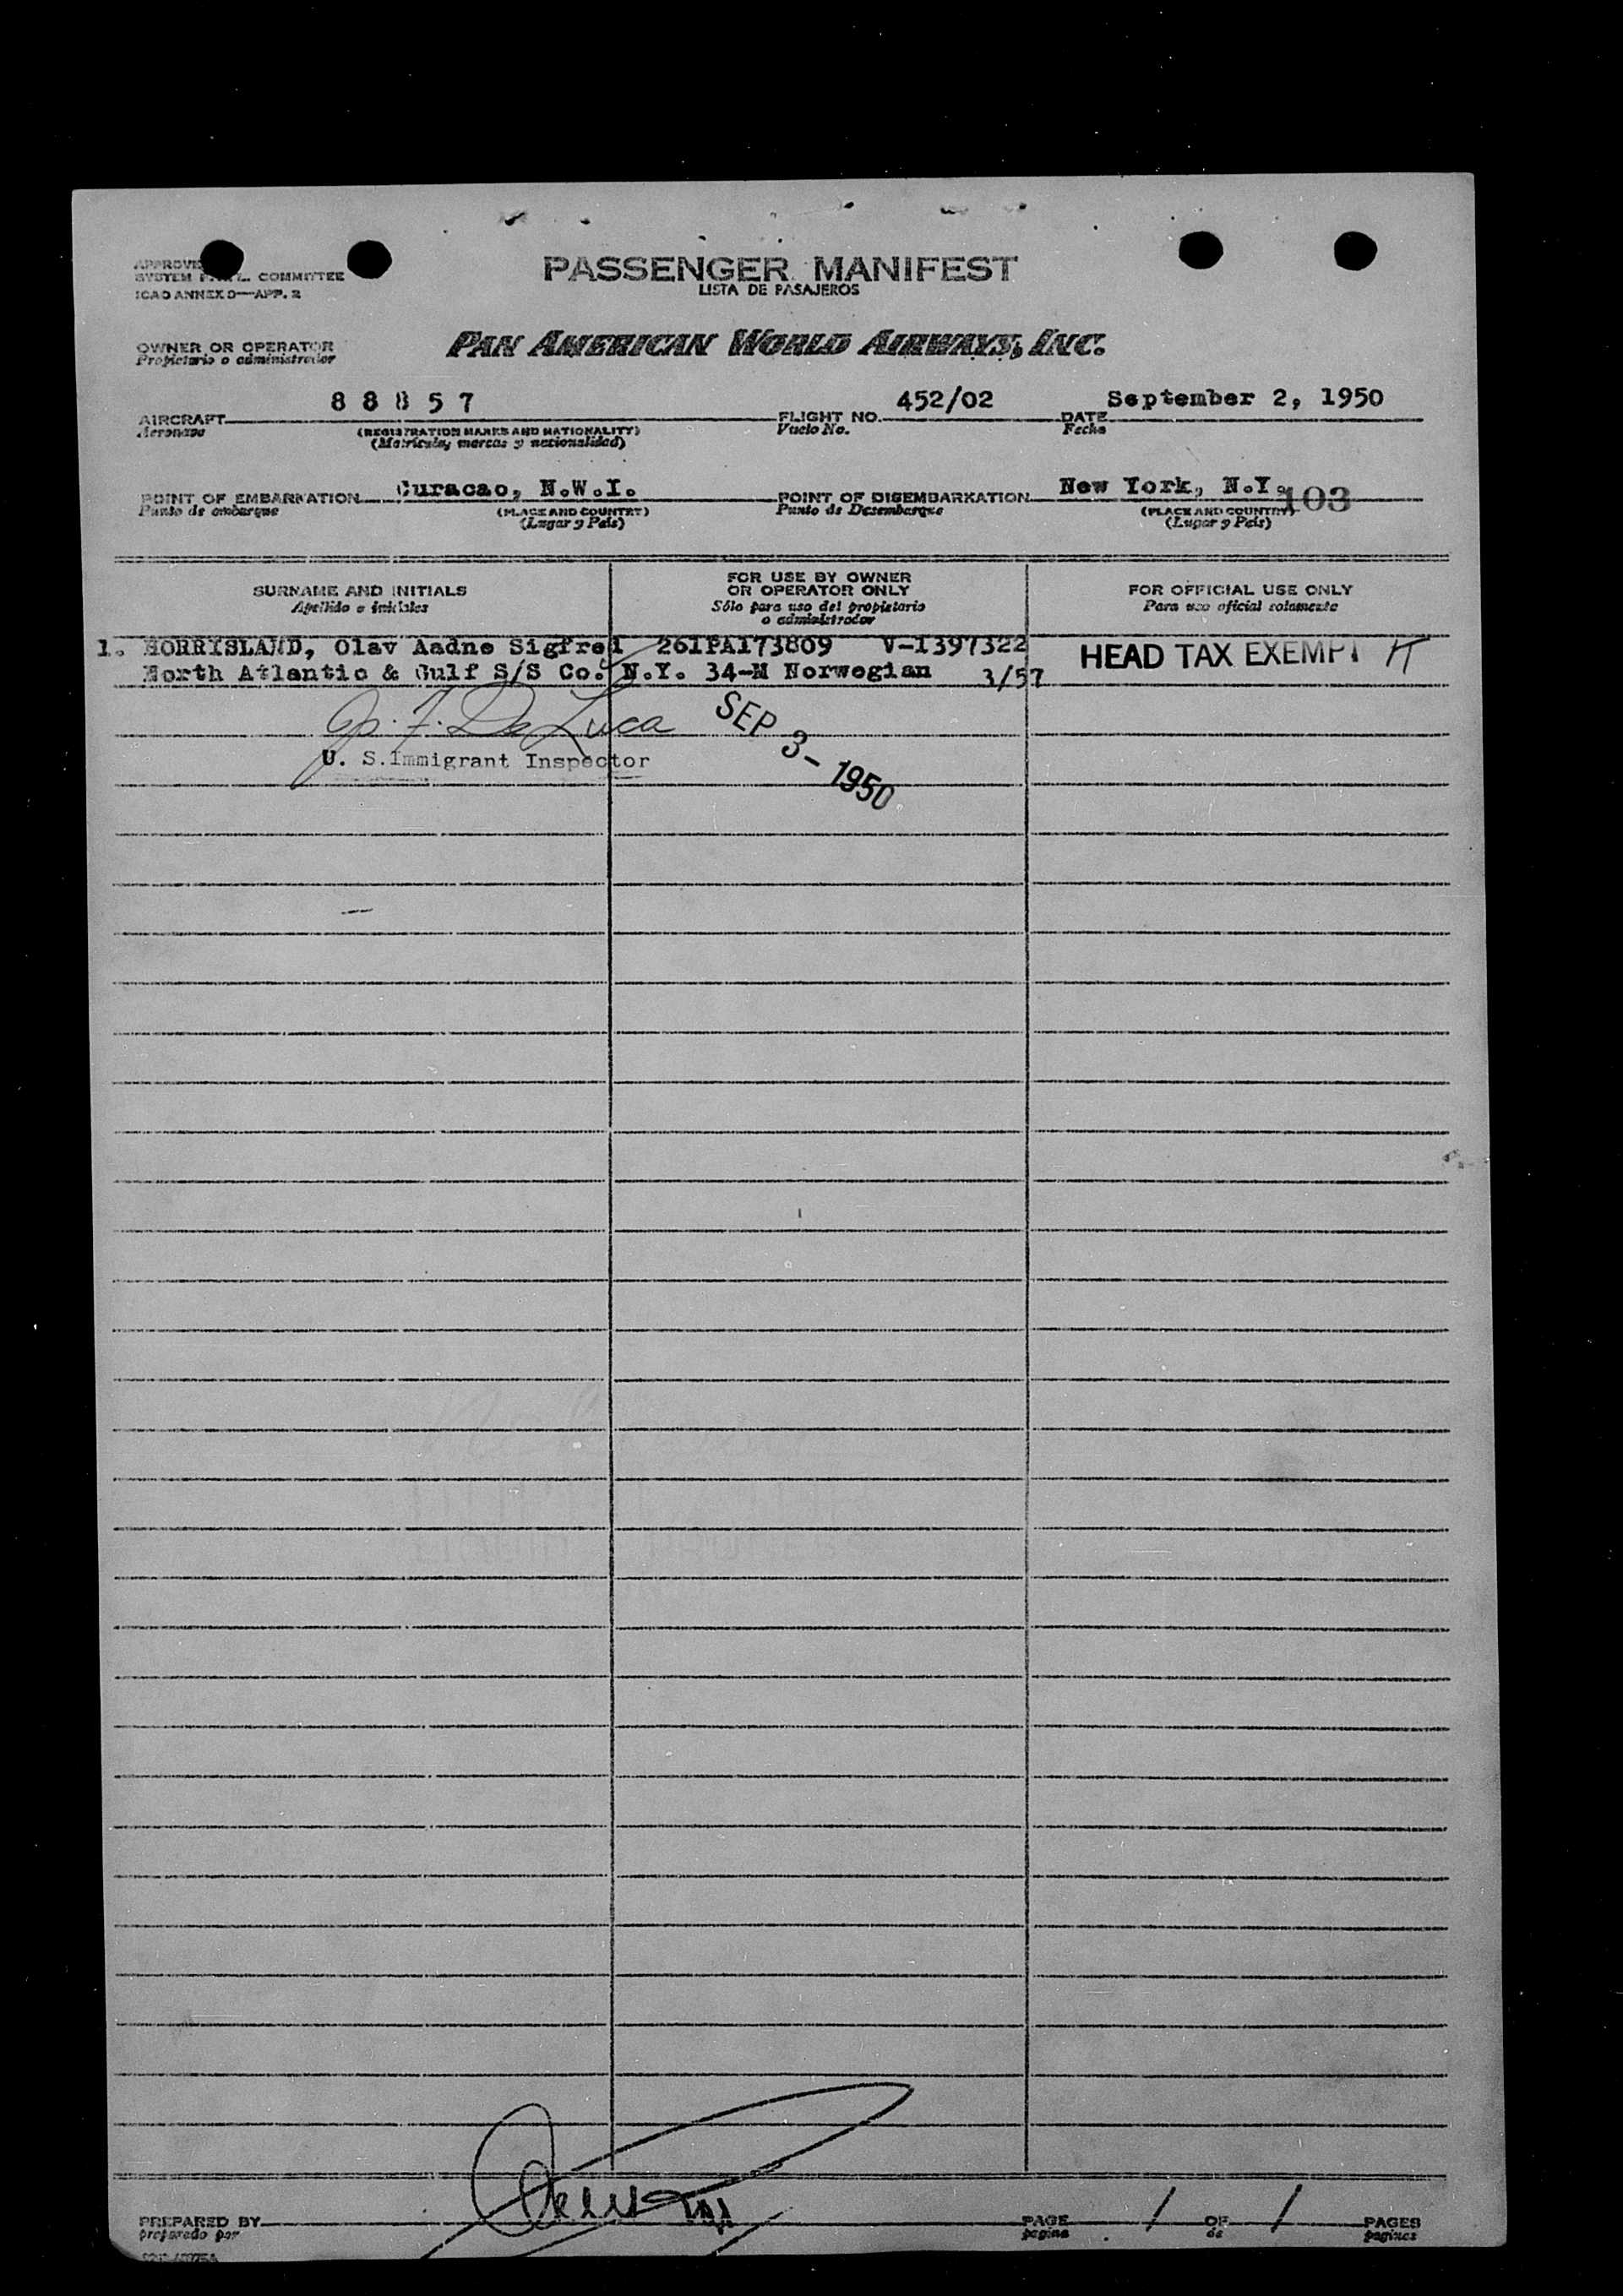 PASSENGER MANIFEST
LISTA DE PASAJEROS
SYSTEM COMMITTEE
ICAO ANNEX 9—APP. 2
OWNER OR OPERATOR PAN AMERICAN WORLD AIRWAYS, INC.
Propietario o administrador
AIRCRAFT 88857 FLIGHT NO. 452/02 DATE September 2, 1950
Aeronave (REGISTRATION MARKS AND NATIONALITY) Vuelo No. Fecha
(Matrícula, marcas y nacionalidad)
POINT OF EMBARKATION Curacao, N.W.I. POINT OF DISEMBARKATION New York, N.Y. 103
Punto de embarque (PLACE AND COUNTRY) Punto de Desembarque (PLACE AND COUNTRY)
(Lugar y País) (Lugar y País)
SURNAME AND INITIALS
Apellido e iniciales
FOR USE BY OWNER
OR OPERATOR ONLY
Sólo para uso del propietario
o administrador
FOR OFFICIAL USE ONLY
Para uso oficial solamente
1. Olav Aadne Sigfred 261PA173809 V-1397322 HEAD TAX EXEMPT
North Atlantic & Gulf S/S Co. N.Y. 34-M Norwegian 3/57
De Luca SEP 3- 1950
U. S. Immigrant Inspector
PREPARED BY PAGE 1 OF 1 PAGES
preparado por pagina de paginas